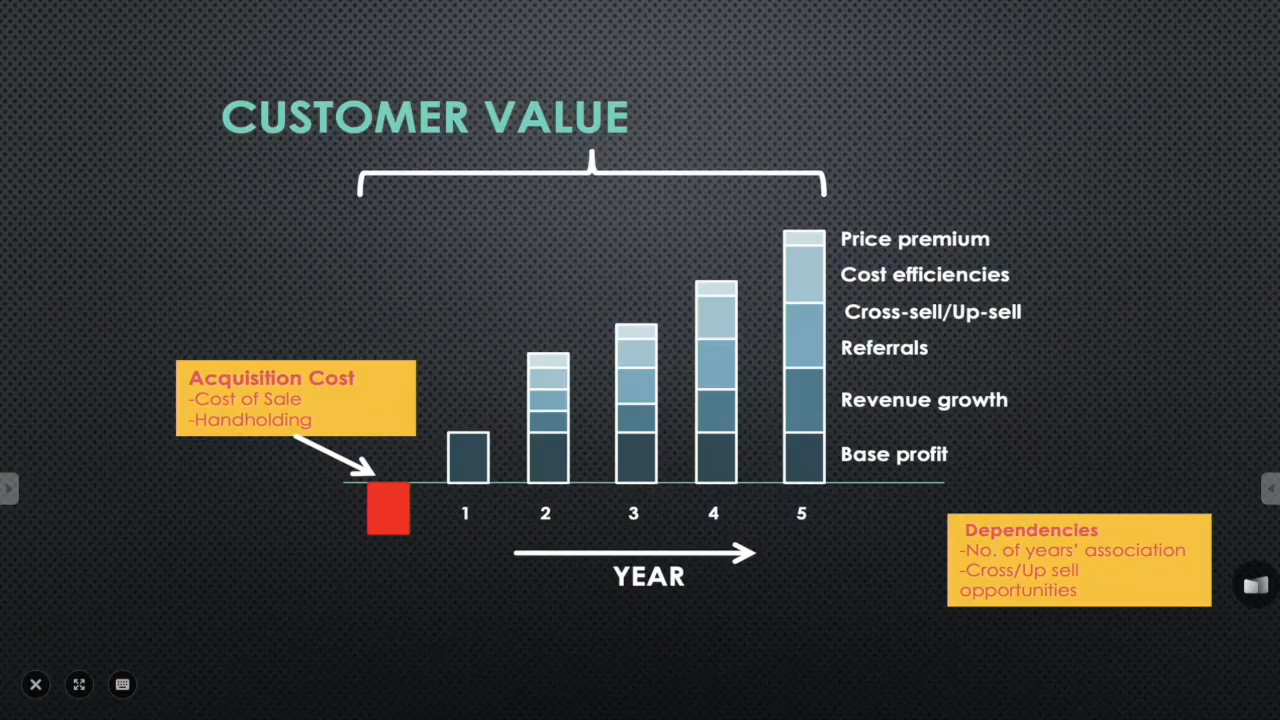 CUSTOMER VALUE
Price premium
Cost efficiencies
Cross-sell/Up-sell
Referrals
Revenue growth
Base profit
Acquisition Cost
-Cost of Sale
-Handholding
1 2 3 4 5
YEAR
Dependencies
-No. of years’ association
-Cross/Up sell
opportunities